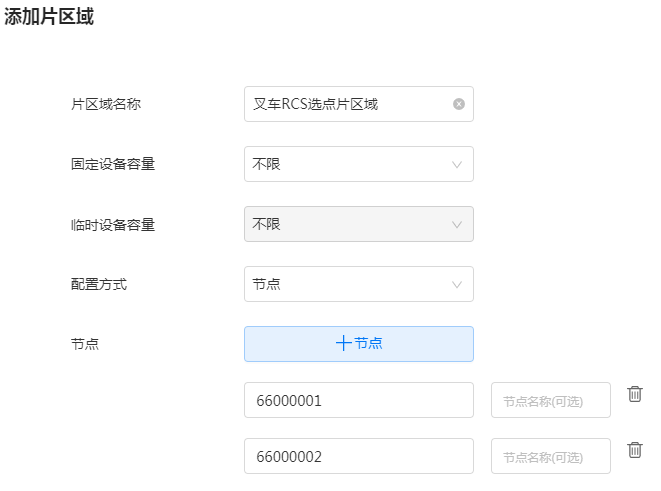 添加片区域
片区域名称 叉车RCS选点片区域
固定设备容量 不限
临时设备容量 不限
配置方式 节点
节点 十节点
66000001 节点名称(可选)
66000002 节点名称(可选)